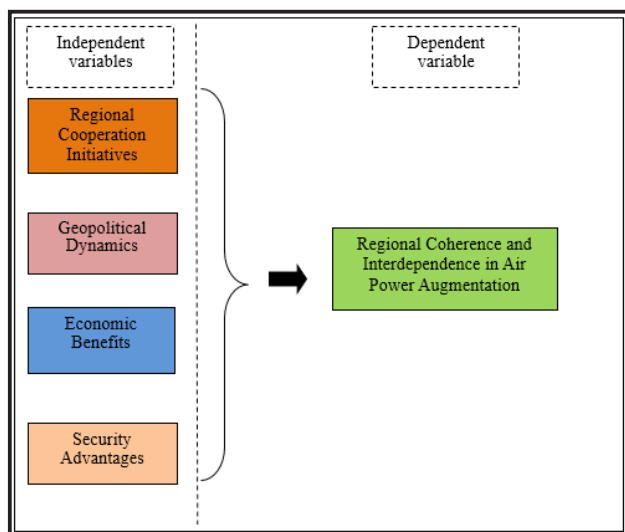 Independent
variables
Dependent
variable
Regional
Cooperation
Initiatives
Geopolitical
Dynamics
Economic
Benefits
Security
Advantages
Regional Coherence and
Interdependence in Air
Power Augmentation